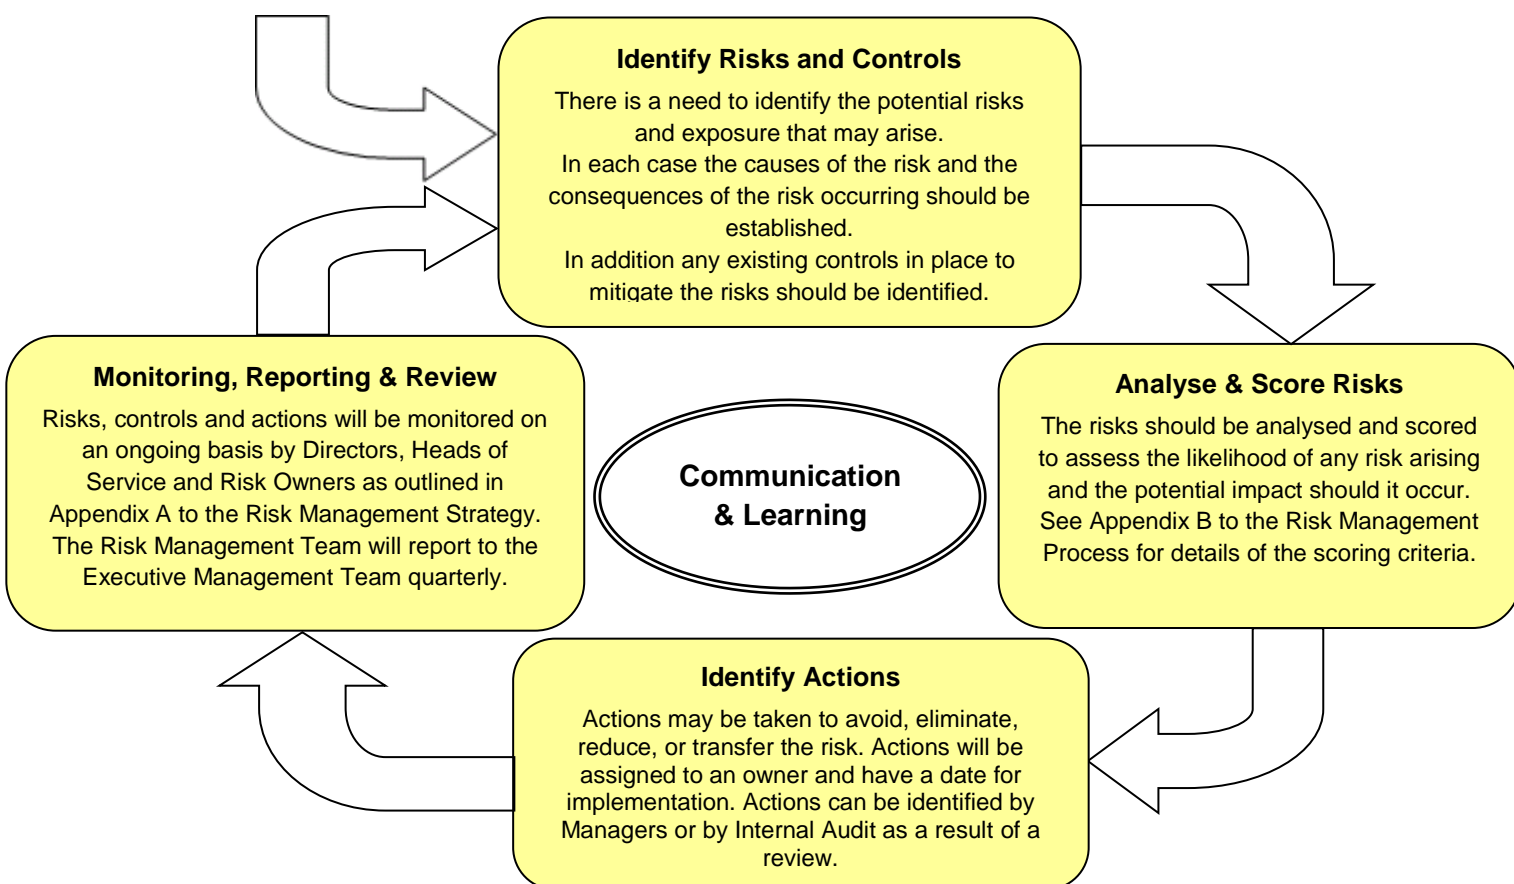 Identify Risks and Controls
There is a need to identify the potential risks
and exposure that may arise.
In each case the causes of the risk and the
consequences of the risk occurring should be
established.
In addition any existing controls in place to
mitigate the risks should be identified.
Monitoring, Reporting & Review
Risks, controls and actions will be monitored on
an ongoing basis by Directors, Heads of
Service and Risk Owners as outlined in
Appendix A to the Risk Management Strategy.
The Risk Management Team will report to the
Executive Management Team quarterly.
Communication
& Learning
Analyse & Score Risks
The risks should be analysed and scored
to assess the likelihood of any risk arising
and the potential impact should it occur.
See Appendix B to the Risk Management
Process for details of the scoring criteria.
Identify Actions
Actions may be taken to avoid, eliminate,
reduce, or transfer the risk. Actions will be
assigned to an owner and have a date for
implementation. Actions can be identified by
Managers or by Internal Audit as a result of a
review.